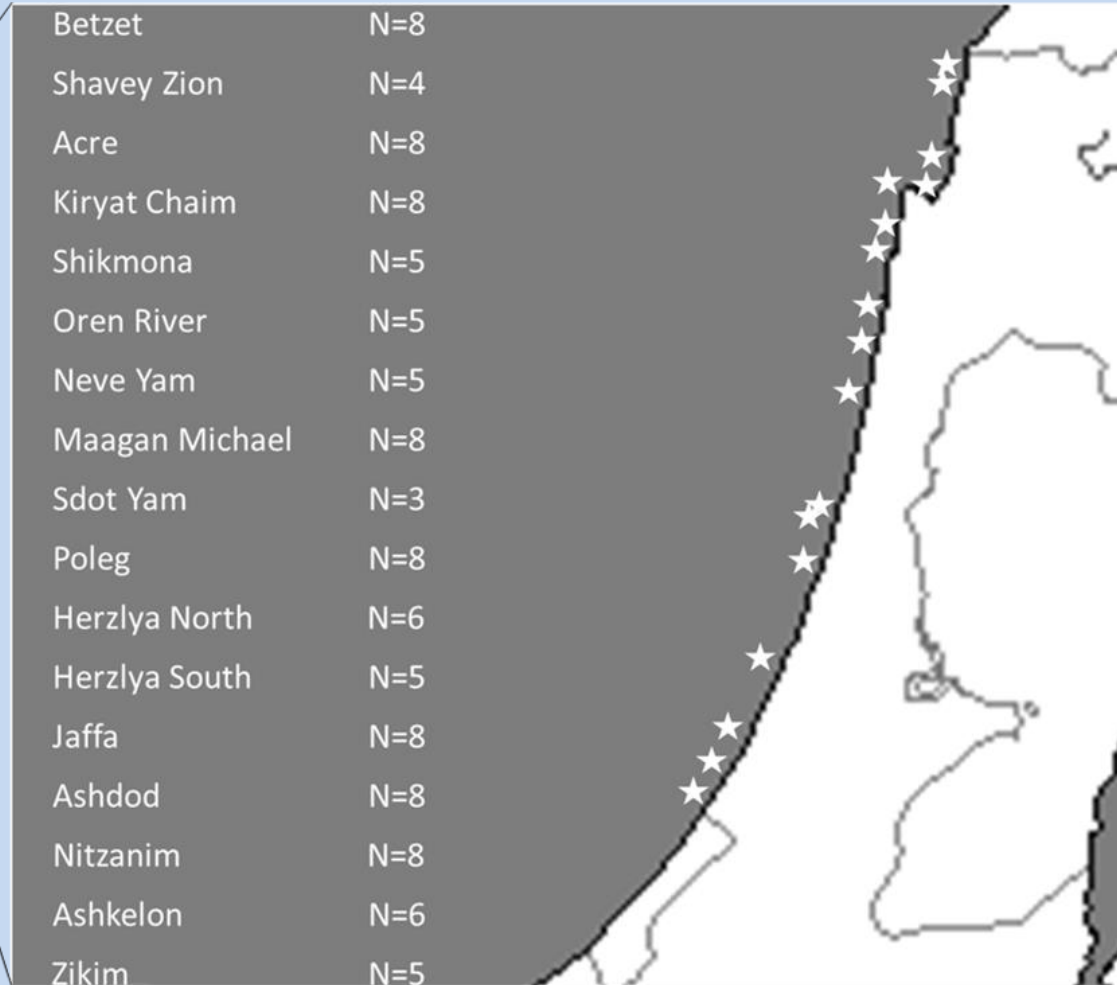 Betzet N=8
Shavey Zion N=4
Acre N=8
Kiryat Chaim N=8
Shikmona N=5
Oren River N=5
Neve Yam N=5
Maagan Michael N=8
Sdot Yam N=3
Poleg N=8
Herzlya North N=6
Herzlya South N=5
Jaffa N=8
Ashdod N=8
Nitzanim N=8
Ashkelon N=6
Zikim N=5